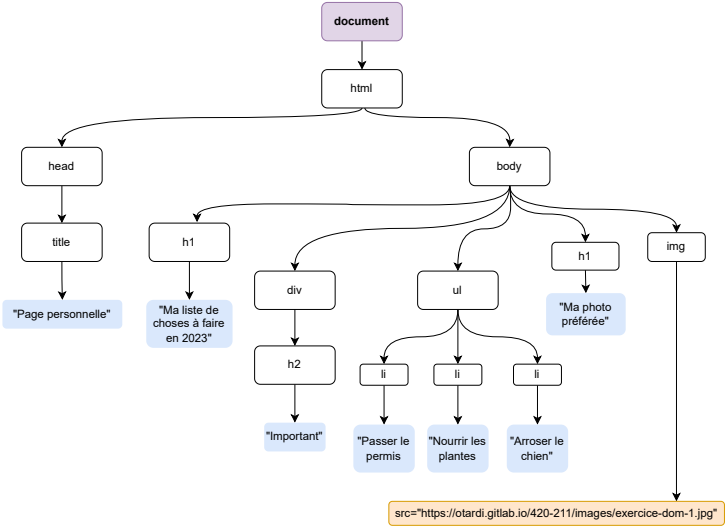 document
html
head
body
title
h1
div
ul
h1
img
"Page personnelle"
"Ma liste de
choses à faire
en 2023"
"Ma photo
préférée"
h2
li
li
li
"Important"
"Passer le
permis
"Nourrir les
plantes
"Arroser le
chien"
src="https://otardi.gitlab.io/420-211/images/exercice-dom-1.jpg"